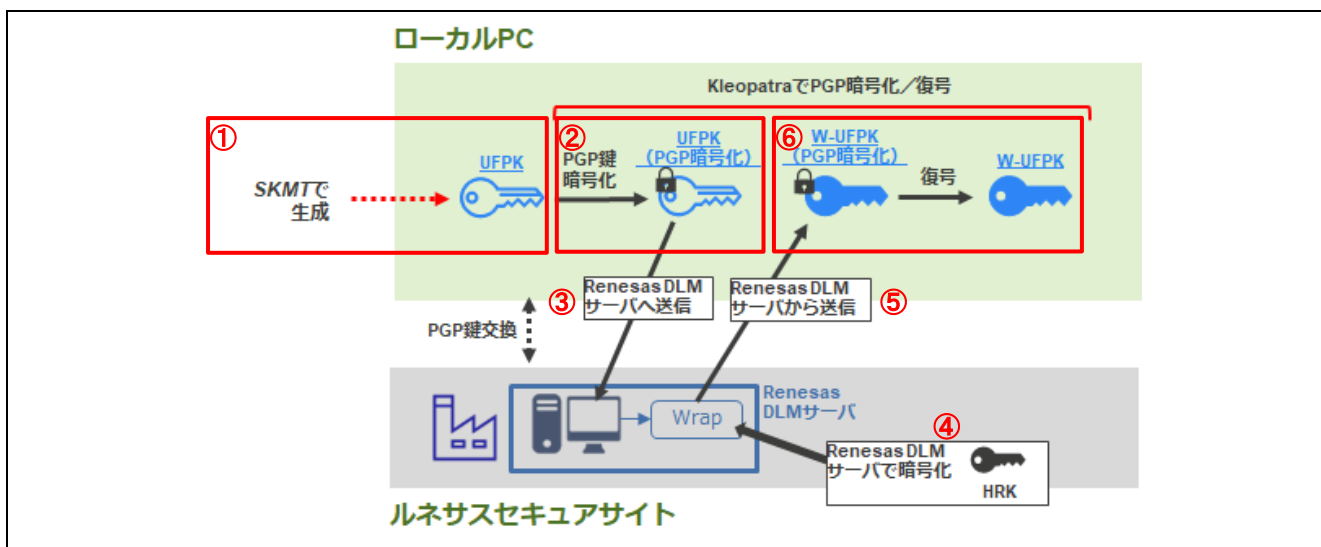 ローカルPC
KleopatraでPGP暗号化／復号
①
SKMTで
生成
UFPK
②
PGP鍵
暗号化
UFPK
（PGP暗号化）
⑥
W-UFPK
（PGP暗号化）
復号
W-UFPK
③
Renesas DLM
サーバへ送信
Renesas DLM
サーバから送信
⑤
PGP鍵交換
Wrap
Renesas
DLMサーバ
④
Renesas DLM
サーバで暗号化
HRK
ルネサスセキュアサイト